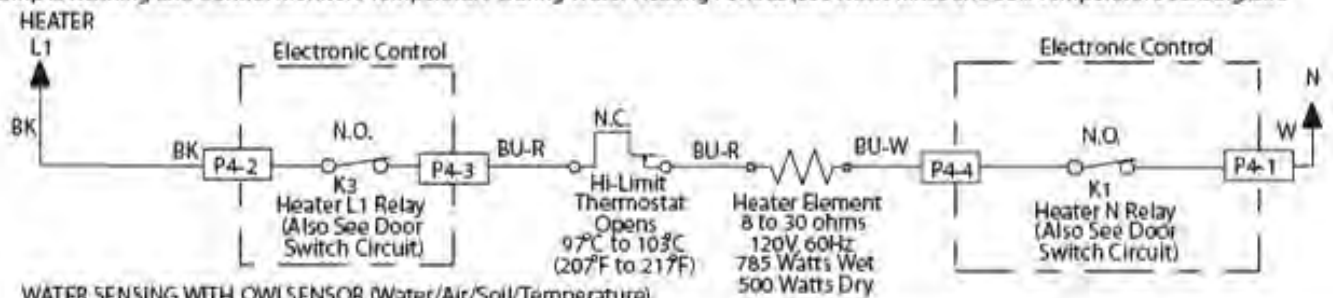 HEATER
L1
Electronic Control
Electronic Control
N
BK
BK
P4-2
N.O.
K3
Heater L1 Relay
(Also See Door
Switch Circuit)
P4-3
BU-R
N.C.
Hi-Limit
Thermostat
Opens
97°C to 103°C
(207°F to 217°F)
BU-R
Heater Element
8 to 30 ohms
120V 60Hz
785 Watts Wet
500 Watts Dry
BU-W
P4-4
N.O.
K1
Heater N Relay
(Also See Door
Switch Circuit)
P4-1
W
WATER SENSING WITH OWI SENSOR (Water/Air/Soil/Temperature)